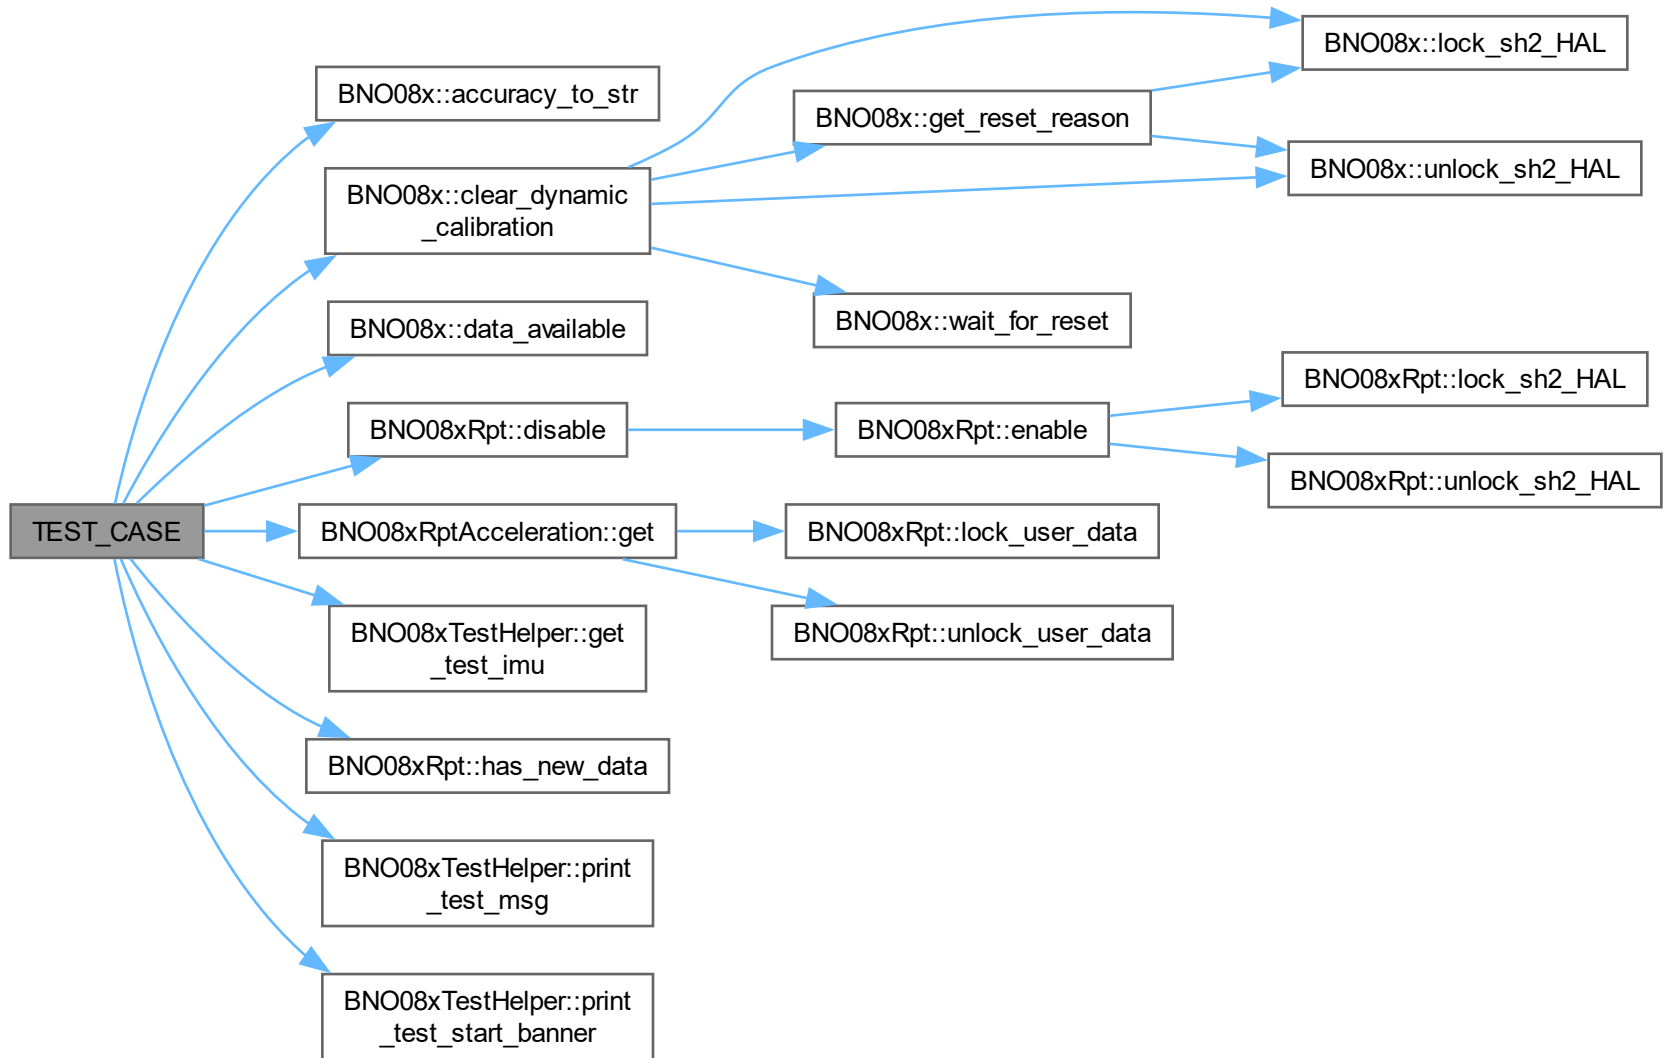 TEST_CASE
BNO08x::accuracy_to_str
BNO08x::clear_dynamic
_calibration
BNO08x::data_available
BNO08xRpt::disable
BNO08xRptAcceleration::get
BNO08xTestHelper::get
_test_imu
BNO08xRpt::has_new_data
BNO08xTestHelper::print
_test_msg
BNO08xTestHelper::print
_test_start_banner
BNO08x::get_reset_reason
BNO08x::wait_for_reset
BNO08xRpt::enable
BNO08xRpt::lock_user_data
BNO08xRpt::unlock_user_data
BNO08x::lock_sh2_HAL
BNO08x::unlock_sh2_HAL
BNO08xRpt::lock_sh2_HAL
BNO08xRpt::unlock_sh2_HAL